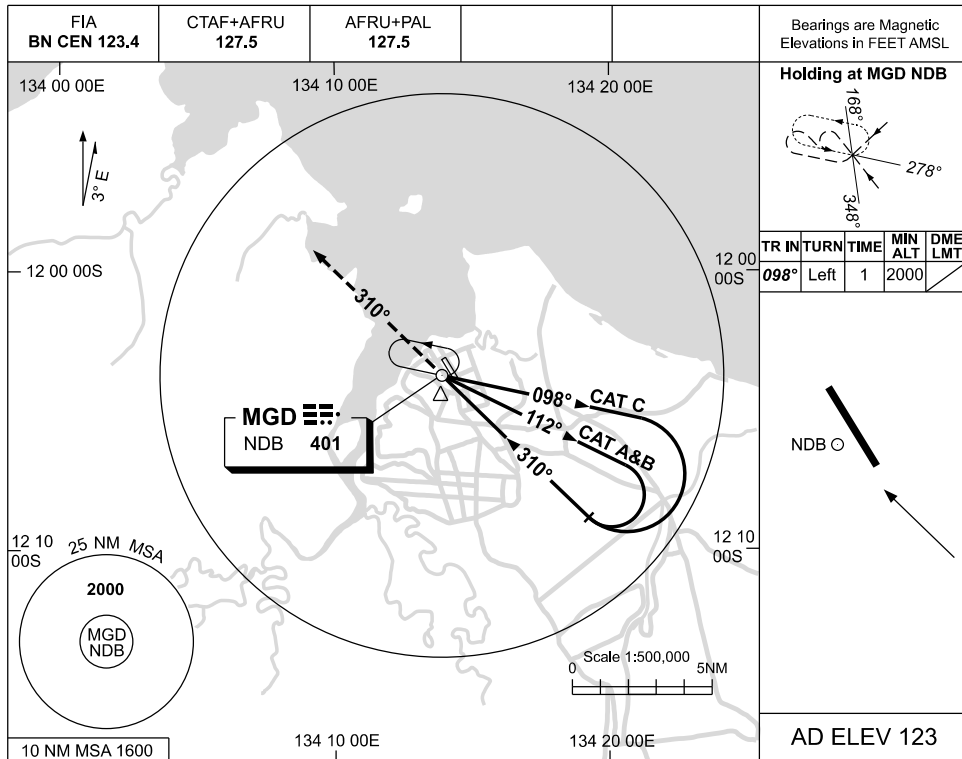 FIA
BN CEN 123.4
CTAF+AFRU
127.5
AFRU+PAL
127.5
Bearings are Magnetic
Elevations in FEET AMSL
134 00 00E
134 10 00E
134 20 00E
3° E
12 00 00S
12 00
00S
310°
098°
CAT C
112°
CAT A&B
310°
MGD
NDB 401
12 10
00S
12 10
00S
25 NM MSA
2000
MGD
NDB
10 NM MSA 1600
Scale 1:500,000
0
5NM
134 10 00E
134 20 00E
Holding at MGD NDB
168°
278°
348°
TR IN TURN TIME MIN ALT DME LMT
098° Left 1 2000
NDB
AD ELEV 123